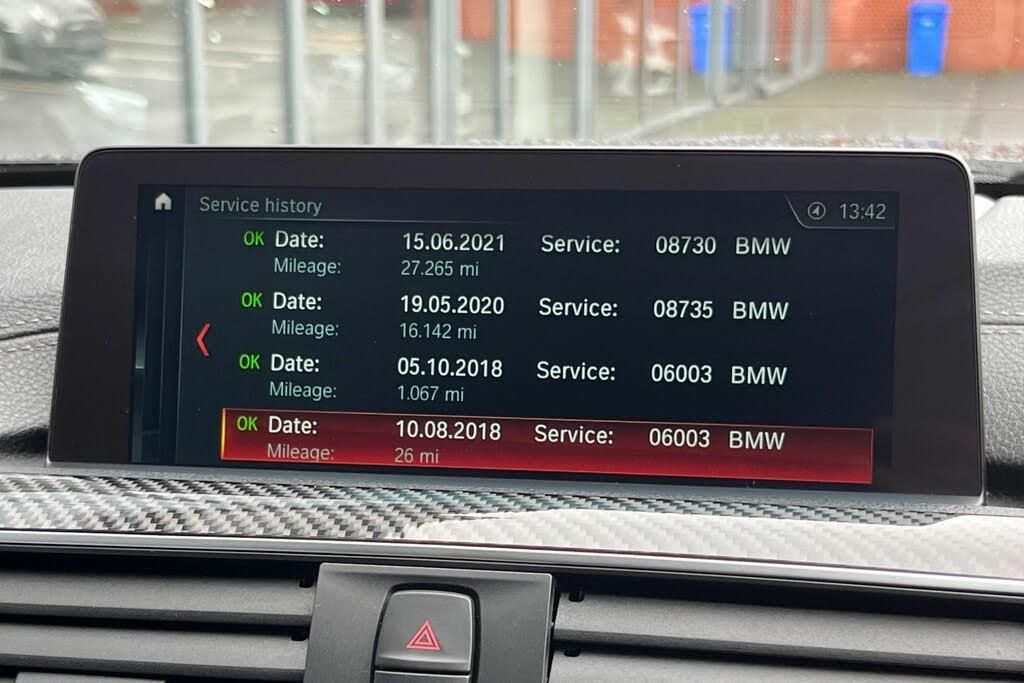 Service history
13:42
OK Date: 15.06.2021 Service: 08730 BMW
Mileage: 27.265 mi
OK Date: 19.05.2020 Service: 08735 BMW
Mileage: 16.142 mi
OK Date: 05.10.2018 Service: 06003 BMW
Mileage: 1.067 mi
OK Date: 10.08.2018 Service: 06003 BMW
Mileage: 26 mi